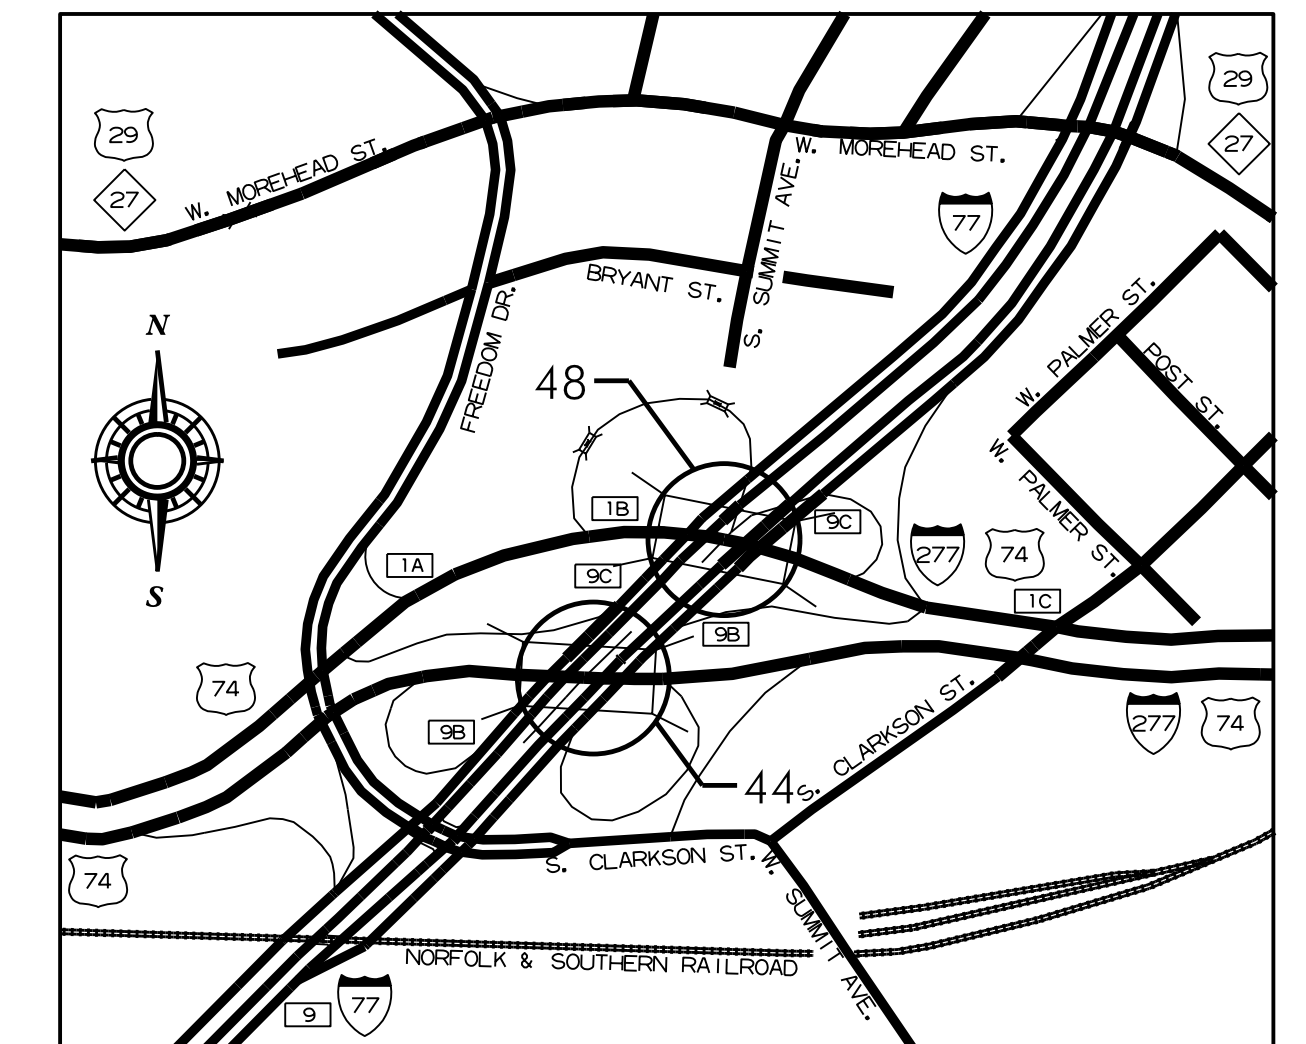 29
29
27
27
W. MOREHEAD ST.
W. MOREHEAD ST.
S. SUMMIT AVE.
77
BRYANT ST.
W. PALMER ST.
POST ST.
N
FREEDOM DR.
48
W. PALMER ST.
1B
9C
1A
9C
277
74
S
1C
9B
74
9B
S. CLARKSON ST.
277
74
44
S. CLARKSON ST.
74
W. SUMMIT AVE.
NORFOLK & SOUTHERN RAILROAD
9
77